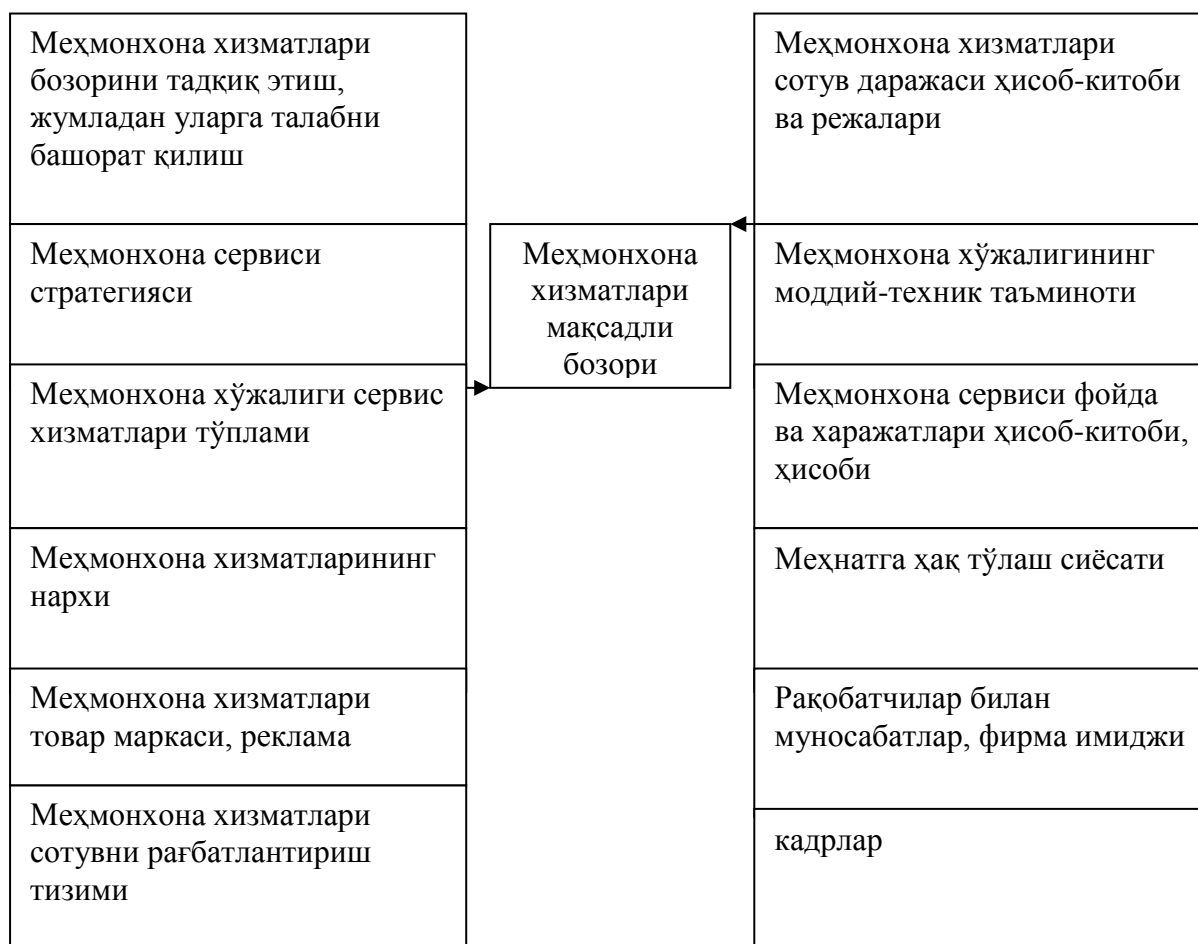 Меҳмонхона хизматлари
бозорини тадқиқ этиш,
жумладан уларга талабни
башорат қилиш
Меҳмонхона сервиси
стратегияси
Меҳмонхона хўжалиги сервис
хизматлари тўплами
Меҳмонхона хизматларининг
нархи
Меҳмонхона хизматлари
товар маркаси, реклама
Меҳмонхона хизматлари
сотувни рағбатлантириш
тизими
Меҳмонхона
хизматлари
мақсадли
бозори
Меҳмонхона хизматлари
сотув даражаси ҳисоб-китоби
ва режалари
Меҳмонхона хўжалигининг
моддий-техник таъминоти
Меҳмонхона сервиси фойда
ва харажатлари ҳисоб-китоби,
ҳисоби
Меҳнатга ҳақ тўлаш сиёсати
Рақобатчилар билан
муносабатлар, фирма имиджи
кадрлар